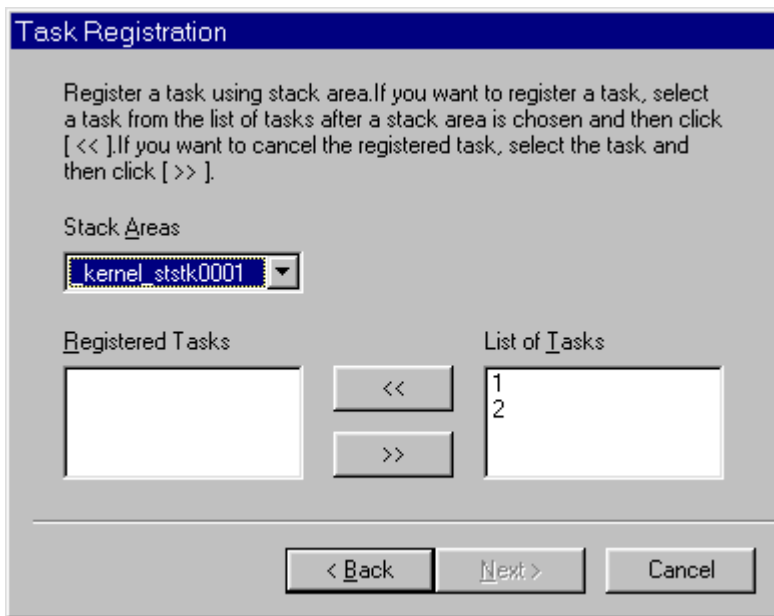 Task Registration
Register a task using stack area.If you want to register a task, select
a task from the list of tasks after a stack area is chosen and then click
[ << ].If you want to cancel the registered task, select the task and
then click [ >> ].
Stack Areas
_kernel_ststk0001
Registered Tasks
List of Tasks
<<
>>
1
2
< Back
Next >
Cancel